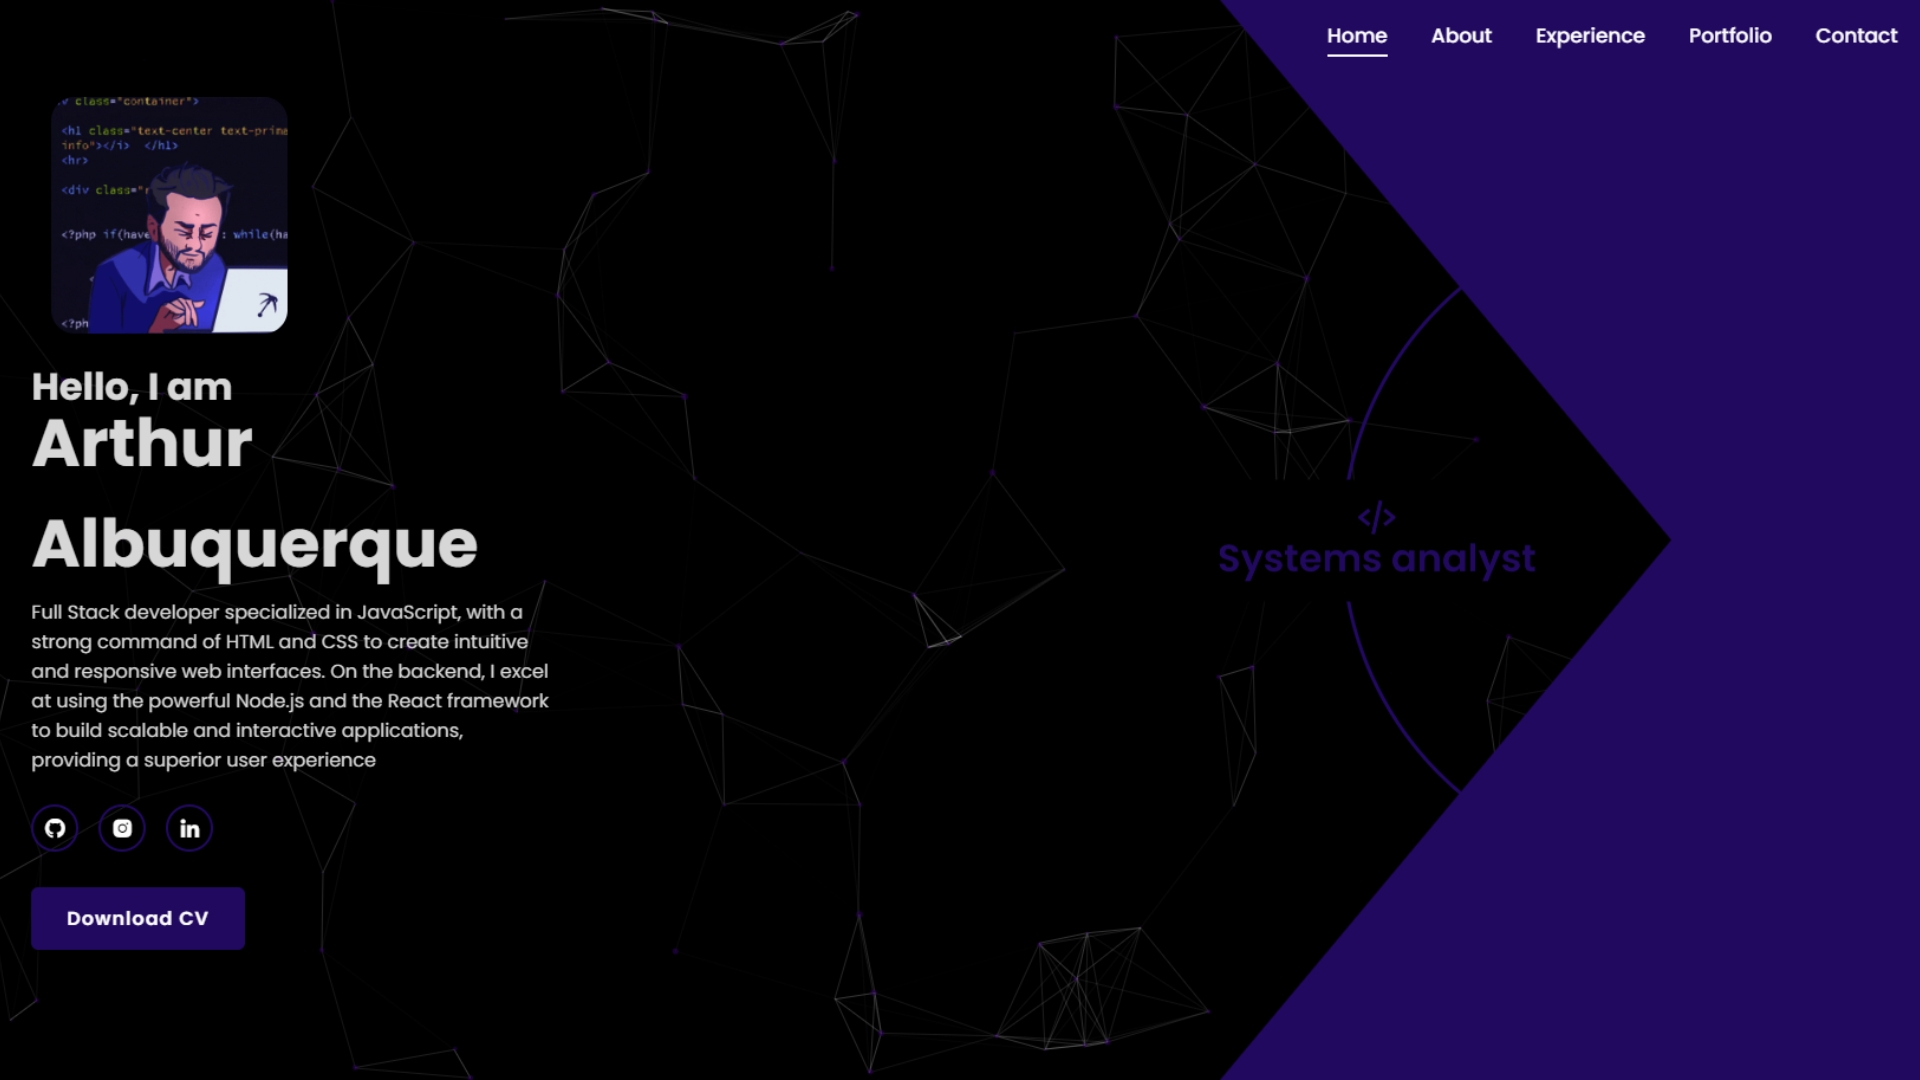 Home About Experience Portfolio Contact
v class="container">
<h1 class="text-center text-prima
info"></i> </h1>
<hr>
<div class="r
<?php if(have : while(ha
<
<?ph
Hello, I am
Arthur
Albuquerque
</>
Systems analyst
Full Stack developer specialized in JavaScript, with a
strong command of HTML and CSS to create intuitive
and responsive web interfaces. On the backend, I excel
at using the powerful Node.js and the React framework
to build scalable and interactive applications,
providing a superior user experience
in
Download CV